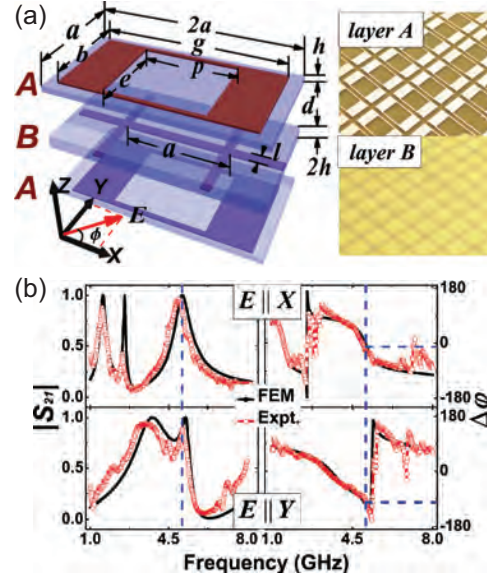 (a)
a
b
2a
g
e
p
h
d
A
B
A
a
l
2h
Z
Y
E
ϕ
X
layer A
layer B
(b)
|S21|
1.0
0.5
0.0
1.0
0.5
0.0
E || X
FEM
Expt.
E || Y
180
0
-180
180
0
-180
Δφ
1.0
4.5
8.0
1.0
4.5
8.0
Frequency (GHz)